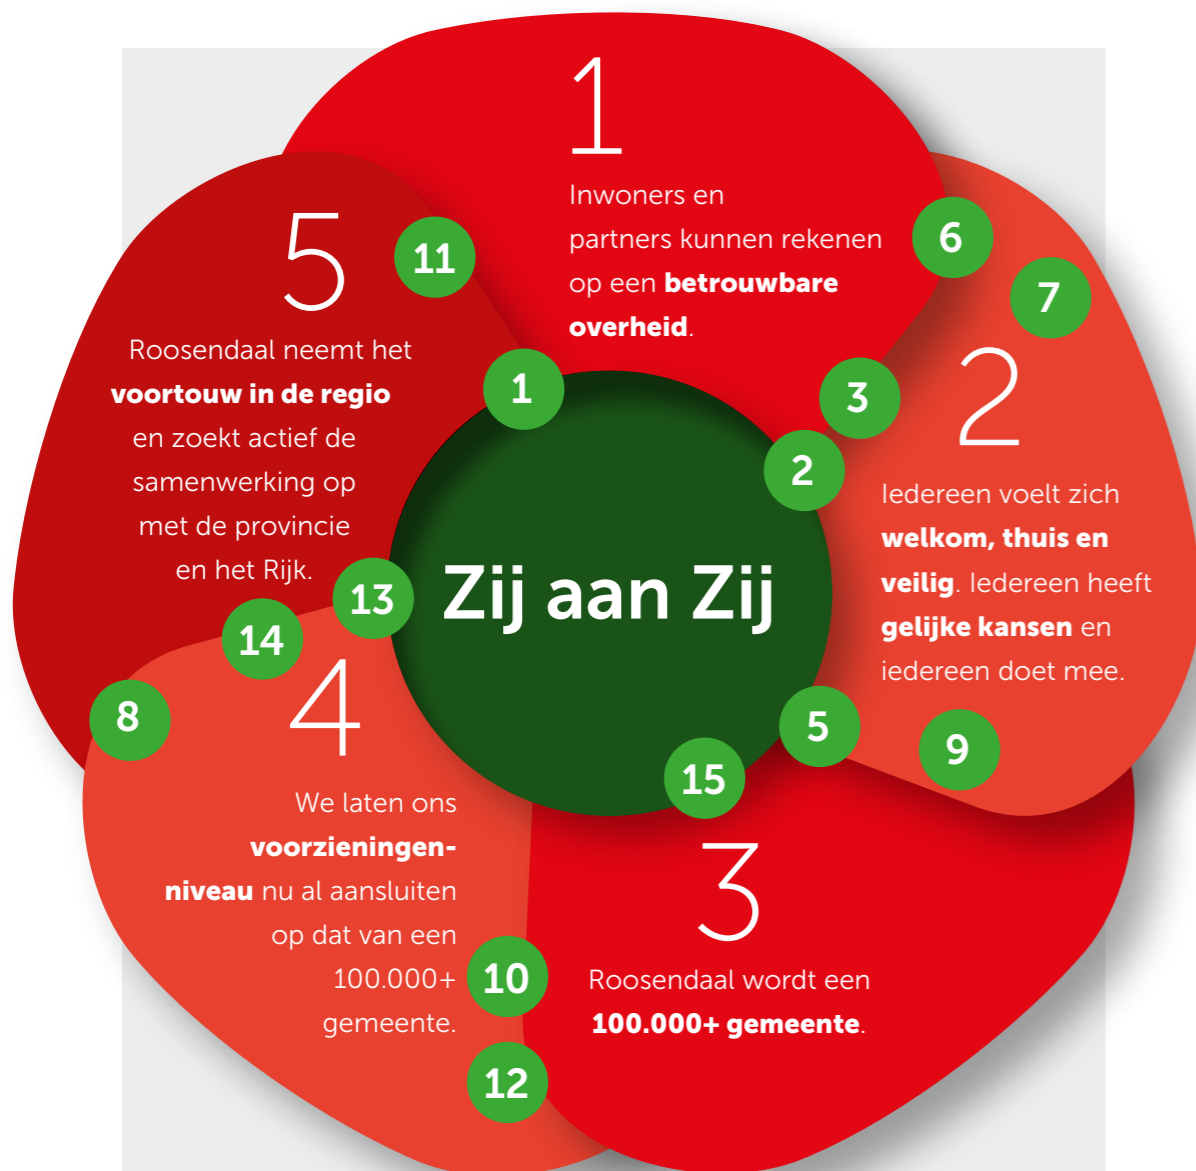 1
Inwoners en
partners kunnen rekenen
op een betrouwbare
overheid.
6
7
2
3
2
Iedereen voelt zich
welkom, thuis en
veilig. Iedereen heeft
gelijke kansen en
iedereen doet mee.
5
9
15
3
Roosendaal wordt een
100.000+ gemeente.
10
12
4
We laten ons
voorzieningen-
niveau nu al aansluiten
op dat van een
100.000+
gemeente.
8
14
13
5
11
1
Roosendaal neemt het
voortouw in de regio
en zoekt actief de
samenwerking op
met de provincie
en het Rijk.
Zij aan Zij